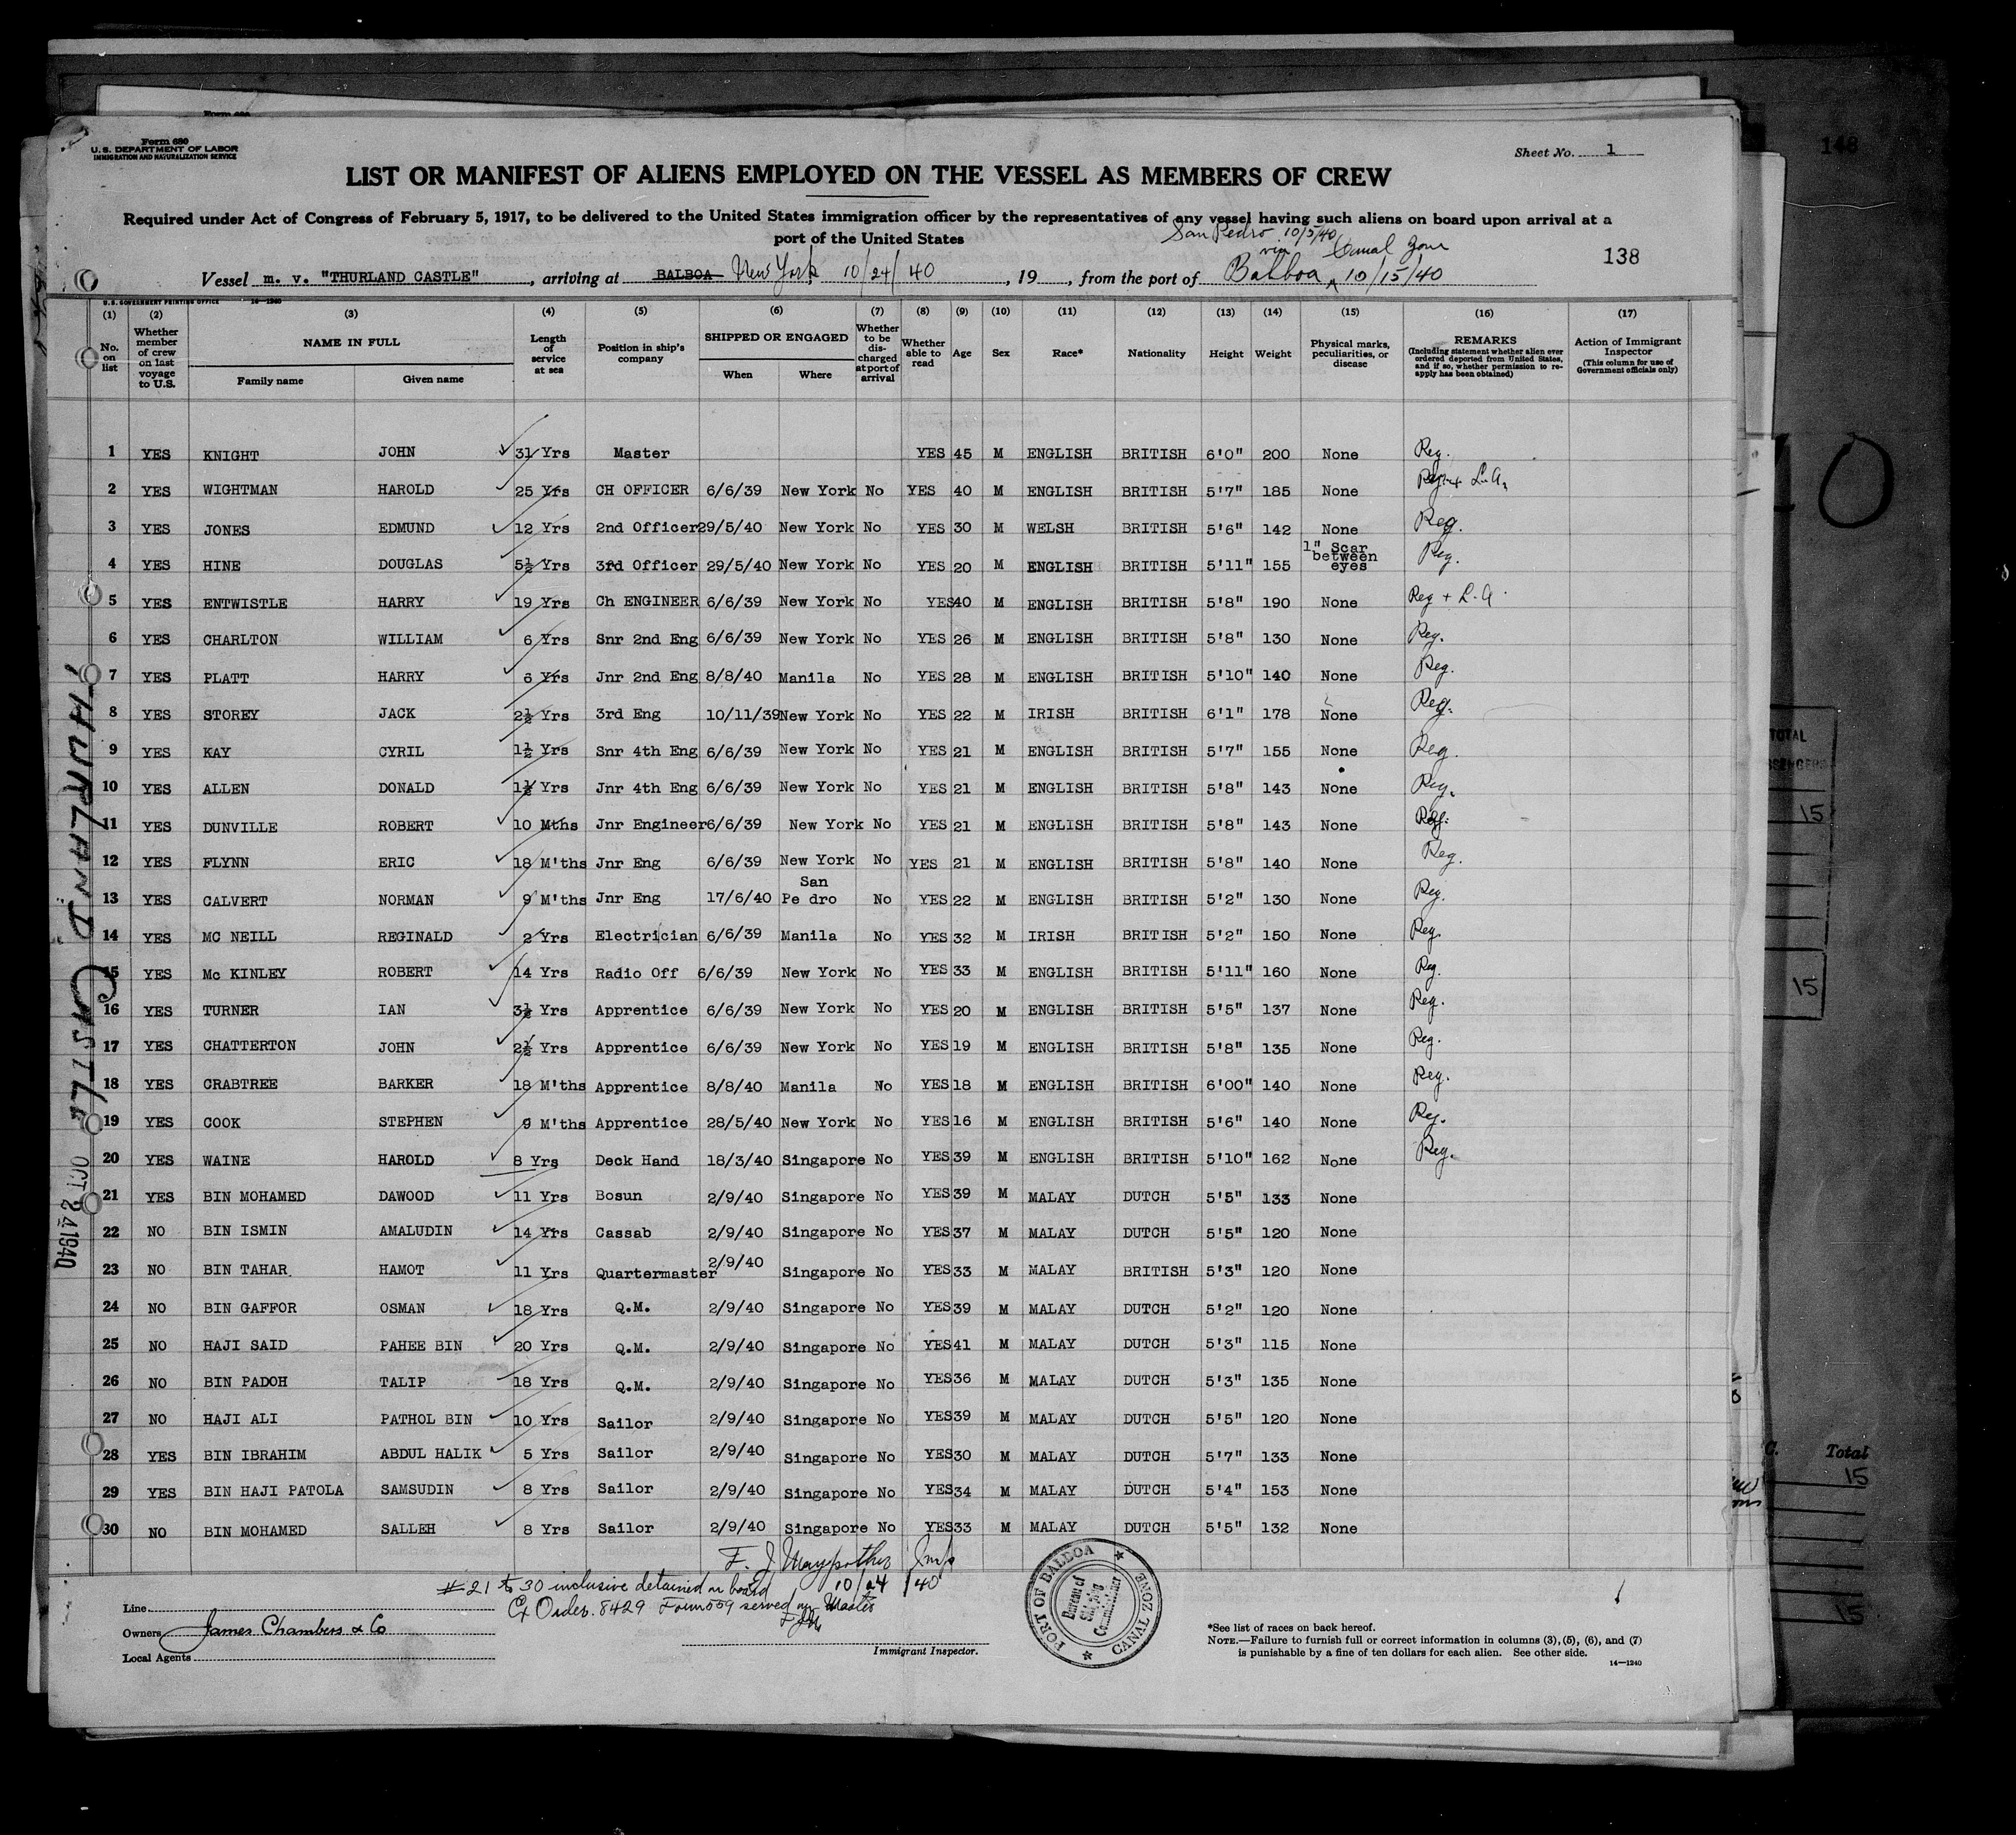 Form 680
U. S. DEPARTMENT OF LABOR
IMMIGRATION AND NATURALIZATION SERVICE
Sheet No. 1
148
LIST OR MANIFEST OF ALIENS EMPLOYED ON THE VESSEL AS MEMBERS OF CREW
Required under Act of Congress of February 5, 1917, to be delivered to the United States immigration officer by the representatives of any vessel having such aliens on board upon arrival at a
port of the United States
San Pedro 10/5/40
via Canal Zone
138
Vessel m. v. "THURLAND CASTLE", arriving at BALBOA New York 10/24/40, 19, from the port of Balboa 10/15/40
U. S. GOVERNMENT PRINTING OFFICE 14-1240
(1) (2) (3) (4) (5) (6) (7) (8) (9) (10) (11) (12) (13) (14) (15) (16) (17)
No. on list Whether member of crew on last voyage to U.S. NAME IN FULL Family name Given name Length of service at sea Position in ship's company SHIPPED OR ENGAGED When Where Whether to be discharged at port of arrival Whether able to read Age Sex Race* Nationality Height Weight Physical marks, peculiarities, or disease REMARKS (Including statement whether alien ever ordered deported from United States, and if so, whether permission to reapply has been obtained) Action of Immigrant Inspector (This column for use of Government officials only)
1 YES KNIGHT JOHN 31 Yrs Master YES 45 M ENGLISH BRITISH 6'0" 200 None Reg.
2 YES WIGHTMAN HAROLD 25 Yrs CH OFFICER 6/6/39 New York No YES 40 M ENGLISH BRITISH 5'7" 185 None Reg + L.A.
3 YES JONES EDMUND 12 Yrs 2nd Officer 29/5/40 New York No YES 30 M WELSH BRITISH 5'6" 142 None Reg.
4 YES HINE DOUGLAS 5½ Yrs 3rd Officer 29/5/40 New York No YES 20 M ENGLISH BRITISH 5'11" 155 1" Scar between eyes Reg.
5 YES ENTWISTLE HARRY 19 Yrs Ch ENGINEER 6/6/39 New York No YES 40 M ENGLISH BRITISH 5'8" 190 None Reg + L.A.
6 YES CHARLTON WILLIAM 6 Yrs Snr 2nd Eng 6/6/39 New York No YES 26 M ENGLISH BRITISH 5'8" 130 None Reg.
7 YES PLATT HARRY 6 Yrs Jnr 2nd Eng 8/8/40 Manila No YES 28 M ENGLISH BRITISH 5'10" 140 None Reg.
8 YES STOREY JACK 2½ Yrs 3rd Eng 10/11/39 New York No YES 22 M IRISH BRITISH 6'1" 178 None Reg.
9 YES KAY CYRIL 1½ Yrs Snr 4th Eng 6/6/39 New York No YES 21 M ENGLISH BRITISH 5'7" 155 None Reg.
10 YES ALLEN DONALD 1½ Yrs Jnr 4th Eng 6/6/39 New York No YES 21 M ENGLISH BRITISH 5'8" 143 None Reg.
11 YES DUNVILLE ROBERT 10 Mths Jnr Engineer 6/6/39 New York No YES 21 M ENGLISH BRITISH 5'8" 143 None Reg.
12 YES FLYNN ERIC 18 M'ths Jnr Eng 6/6/39 New York No YES 21 M ENGLISH BRITISH 5'8" 140 None Reg.
13 YES CALVERT NORMAN 9 M'ths Jnr Eng 17/6/40 San Pe dro No YES 22 M ENGLISH BRITISH 5'2" 130 None Reg.
14 YES MC NEILL REGINALD 2 Yrs Electrician 6/6/39 Manila No YES 32 M IRISH BRITISH 5'2" 150 None Reg.
15 YES Mc KINLEY ROBERT 14 Yrs Radio Off 6/6/39 New York No YES 33 M ENGLISH BRITISH 5'11" 160 None Reg.
16 YES TURNER IAN 3½ Yrs Apprentice 6/6/39 New York No YES 20 M ENGLISH BRITISH 5'5" 137 None Reg.
17 YES CHATTERTON JOHN 2½ Yrs Apprentice 6/6/39 New York No YES 19 M ENGLISH BRITISH 5'8" 135 None Reg.
18 YES CRABTREE BARKER 18 M'ths Apprentice 8/8/40 Manila No YES 18 M ENGLISH BRITISH 6'00" 140 None Reg.
19 YES COOK STEPHEN 9 M'ths Apprentice 28/5/40 New York No YES 16 M ENGLISH BRITISH 5'6" 140 None Reg.
20 YES WAINE HAROLD 8 Yrs Deck Hand 18/3/40 Singapore No YES 39 M ENGLISH BRITISH 5'10" 162 None Reg.
21 YES BIN MOHAMED DAWOOD 11 Yrs Bosun 2/9/40 Singapore No YES 39 M MALAY DUTCH 5'5" 133 None
22 NO BIN ISMIN AMALUDIN 14 Yrs Cassab 2/9/40 Singapore No YES 37 M MALAY DUTCH 5'5" 120 None
23 NO BIN TAHAR HAMOT 11 Yrs Quartermaster 2/9/40 Singapore No YES 33 M MALAY BRITISH 5'3" 120 None
24 NO BIN GAFFOR OSMAN 18 Yrs Q.M. 2/9/40 Singapore No YES 39 M MALAY DUTCH 5'2" 120 None
25 NO HAJI SAID PAHEE BIN 20 Yrs Q.M. 2/9/40 Singapore No YES 41 M MALAY DUTCH 5'3" 115 None
26 NO BIN PADOH TALIP 18 Yrs Q.M. 2/9/40 Singapore No YES 36 M MALAY DUTCH 5'3" 135 None
27 NO HAJI ALI PATHOL BIN 10 Yrs Sailor 2/9/40 Singapore No YES 39 M MALAY DUTCH 5'5" 120 None
28 YES BIN IBRAHIM ABDUL HALIK 5 Yrs Sailor 2/9/40 Singapore No YES 30 M MALAY DUTCH 5'7" 133 None
29 YES BIN HAJI PATOLA SAMSUDIN 8 Yrs Sailor 2/9/40 Singapore No YES 34 M MALAY DUTCH 5'4" 153 None
30 NO BIN MOHAMED SALLEH 8 Yrs Sailor 2/9/40 Singapore No YES 33 M MALAY DUTCH 5'5" 132 None
THURLAND CASTLE OCT 24 1940
F. J. Maypother Imp
10/24/40
#21 to 30 inclusive detained on board
Ex Order. 8429 Form 559 served on Master
Line
Owners James Chambers & Co
Local Agents
Immigrant Inspector.
PORT OF BALBOA
CANAL ZONE
Bureau of Shipping Commissioner
*See list of races on back hereof.
NOTE.—Failure to furnish full or correct information in columns (3), (5), (6), and (7)
is punishable by a fine of ten dollars for each alien. See other side.
14—1240
TOTAL
15
15
Total
15
15